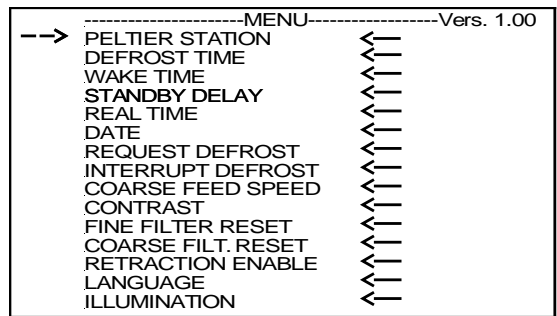 ----------------------MENU------------------Vers. 1.00
--> PELTIER STATION <—
DEFROST TIME <—
WAKE TIME <—
STANDBY DELAY <—
REAL TIME <—
DATE <—
REQUEST DEFROST <—
INTERRUPT DEFROST <—
COARSE FEED SPEED <—
CONTRAST <—
FINE FILTER RESET <—
COARSE FILT. RESET <—
RETRACTION ENABLE <—
LANGUAGE <—
ILLUMINATION <—